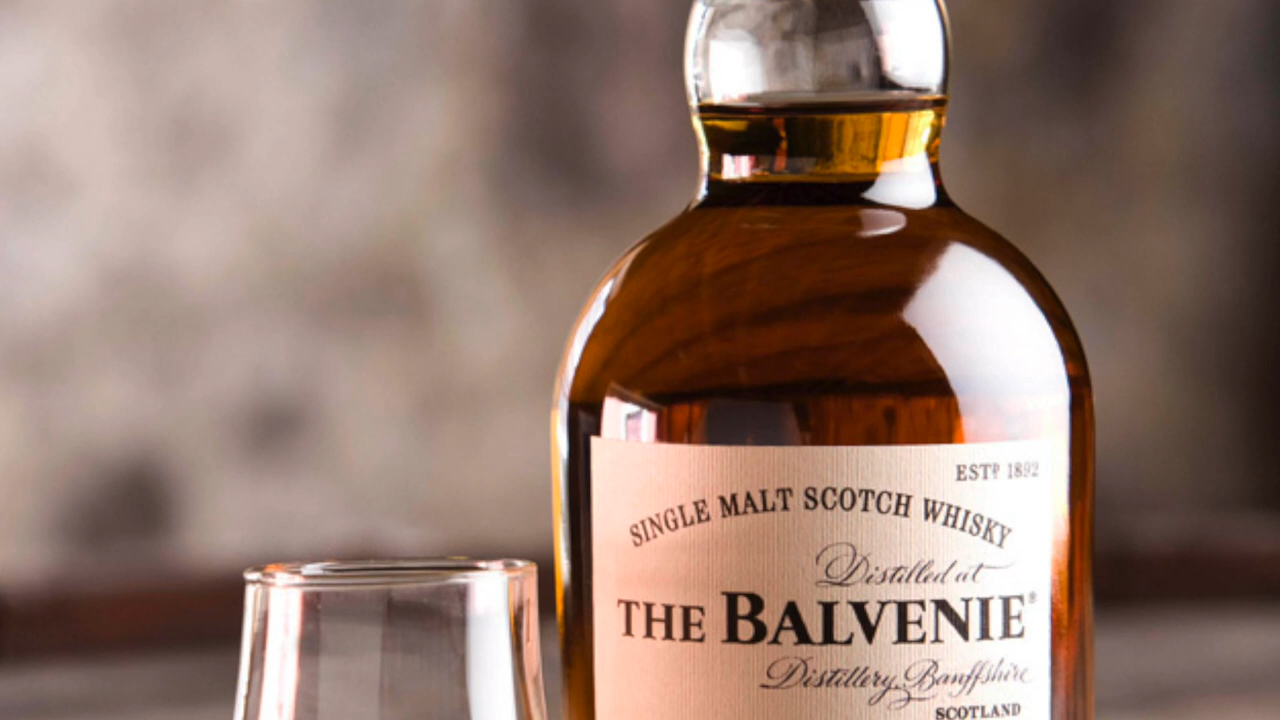 ESTD 1892
SINGLE MALT SCOTCH WHISKY
Distilled at
THE BALVENIE®
Distillery, Banffshire
SCOTLAND